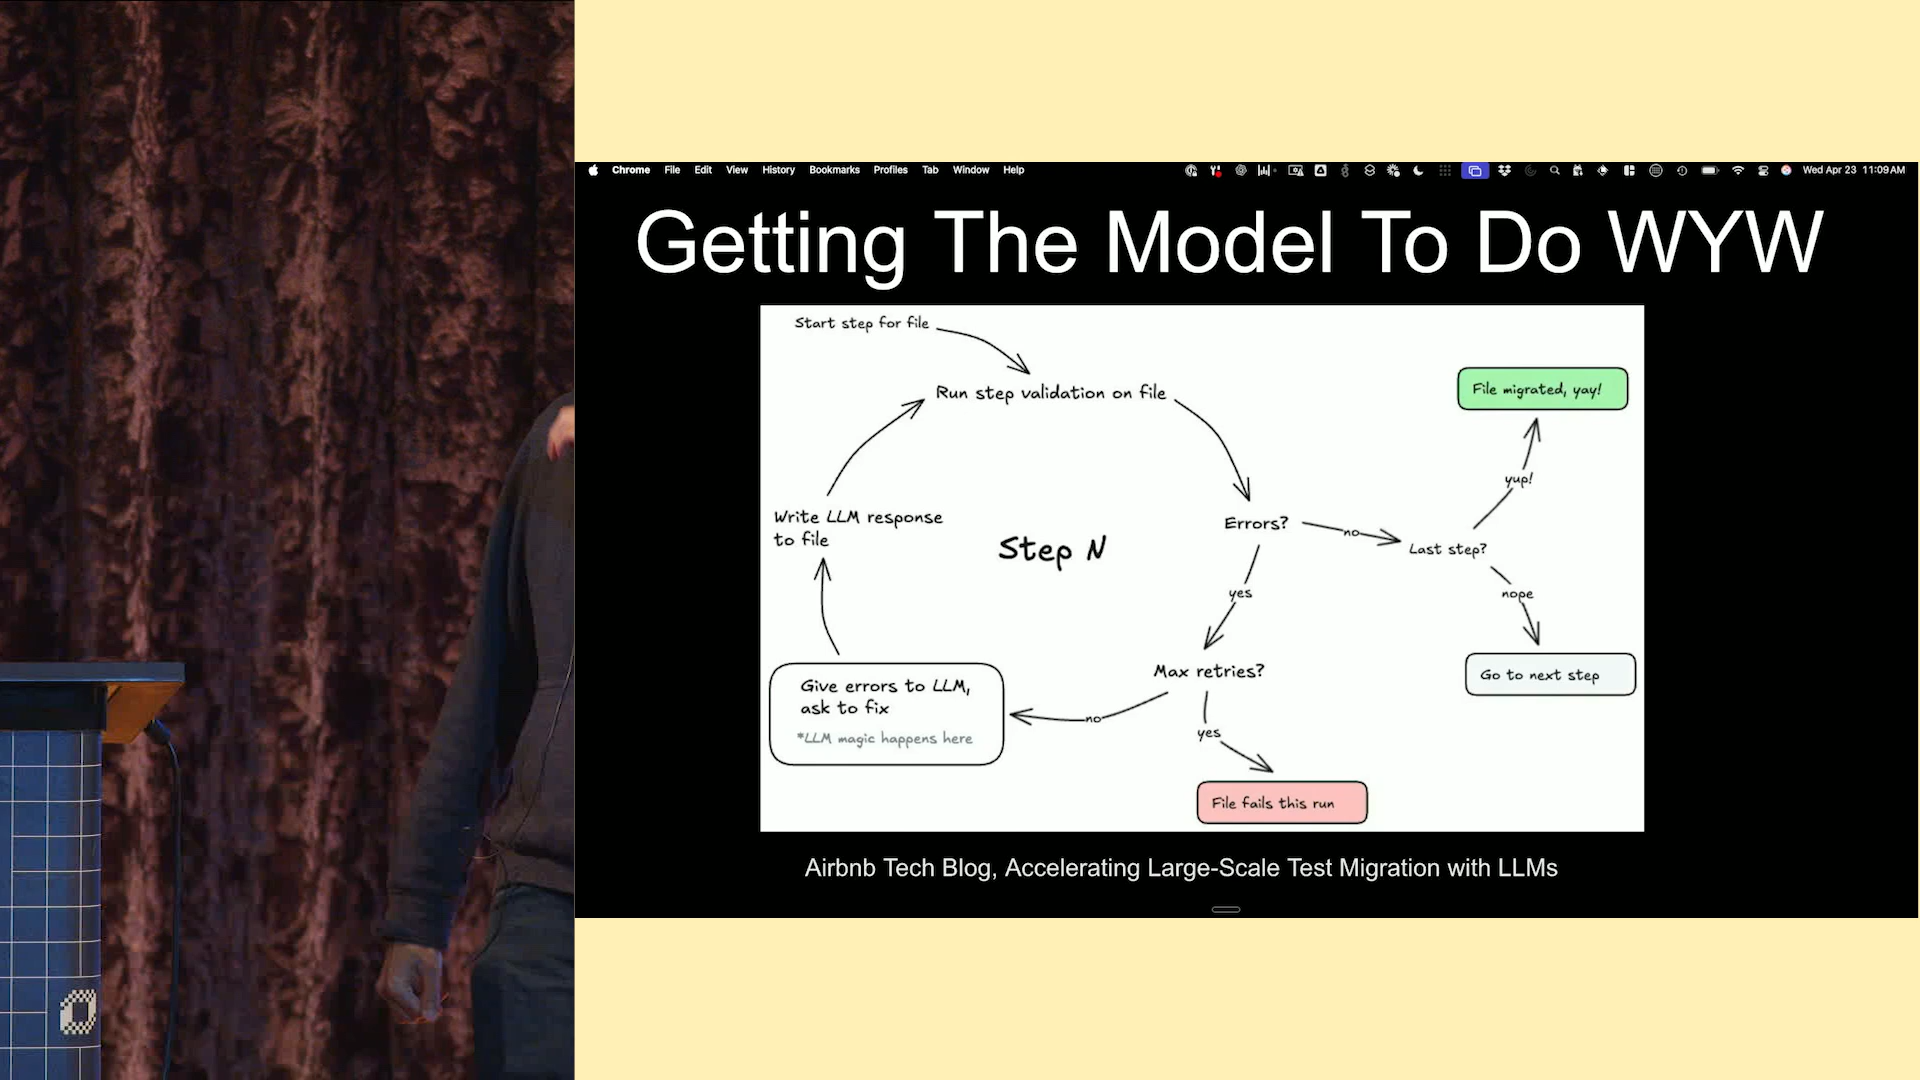 Chrome File Edit View History Bookmarks Profiles Tab Window Help Wed Apr 23 11:09 AM
Getting The Model To Do WYW
Start step for file
Run step validation on file
File migrated, yay!
yup!
Write LLM response
to file
Step N
Errors?
no
Last step?
yes
nope
Max retries?
Go to next step
Give errors to LLM,
ask to fix
*LLM magic happens here
no
yes
File fails this run
Airbnb Tech Blog, Accelerating Large-Scale Test Migration with LLMs